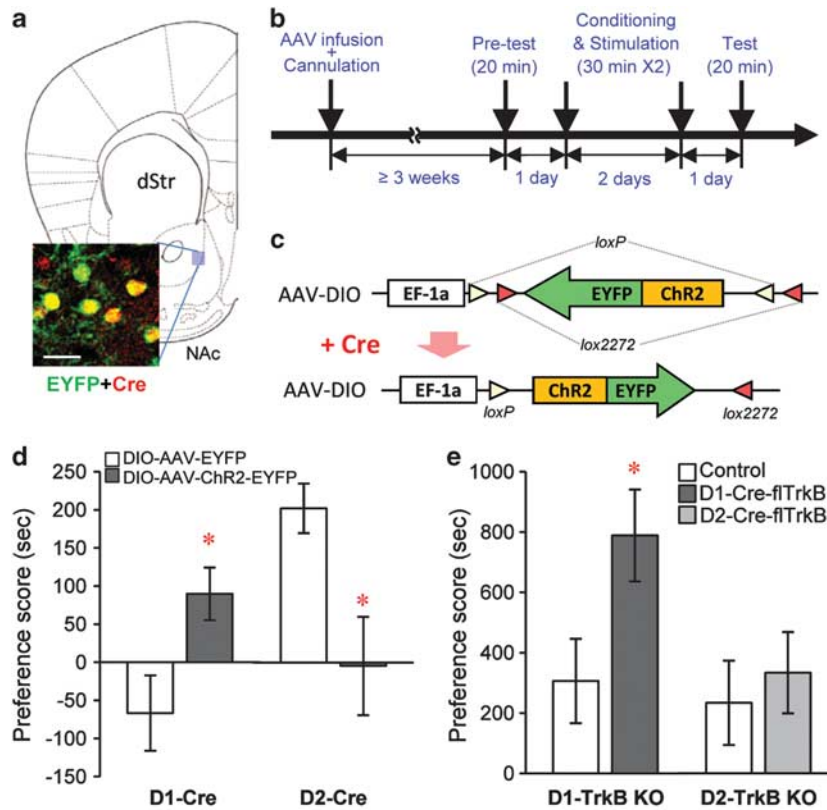 a
dStr
NAc
EYFP+Cre
b
AAV infusion
+
Cannulation
Pre-test
(20 min)
Conditioning
& Stimulation
(30 min X2)
Test
(20 min)
≥ 3 weeks
1 day
2 days
1 day
c
loxP
AAV-DIO
EF-1a
EYFP
ChR2
lox2272
+ Cre
AAV-DIO
EF-1a
ChR2
EYFP
loxP
lox2272
d
DIO-AAV-EYFP
DIO-AAV-ChR2-EYFP
Preference score (sec)
250
200
150
100
50
0
-50
-100
-150
*
*
D1-Cre
D2-Cre
e
Control
D1-Cre-flTrkB
D2-Cre-flTrkB
Preference score (sec)
1000
800
600
400
200
0
*
D1-TrkB KO
D2-TrkB KO